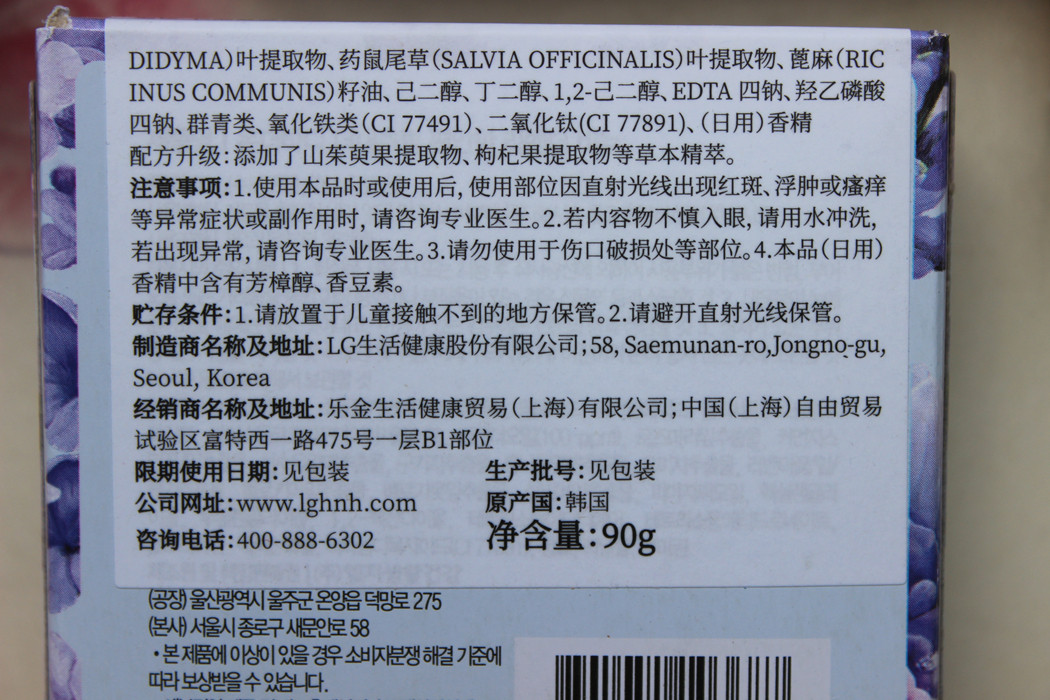 DIDYMA)叶提取物、药鼠尾草(SALVIA OFFICINALIS)叶提取物、蓖麻(RIC
INUS COMMUNIS)籽油、己二醇、丁二醇、1,2-己二醇、EDTA 四钠、羟乙磷酸
四钠、群青类、氧化铁类(CI 77491)、二氧化钛(CI 77891)、(日用)香精
配方升级:添加了山茱萸果提取物、枸杞果提取物等草本精萃。
注意事项:1.使用本品时或使用后, 使用部位因直射光线出现红斑、浮肿或瘙痒
等异常症状或副作用时, 请咨询专业医生。2.若内容物不慎入眼, 请用水冲洗,
若出现异常, 请咨询专业医生。3.请勿使用于伤口破损处等部位。4.本品(日用)
香精中含有芳樟醇、香豆素。
贮存条件:1.请放置于儿童接触不到的地方保管。2.请避开直射光线保管。
制造商名称及地址:LG生活健康股份有限公司;58, Saemunan-ro,Jongno-gu,
Seoul, Korea
经销商名称及地址:乐金生活健康贸易(上海)有限公司;中国(上海)自由贸易
试验区富特西一路475号一层B1部位
限期使用日期:见包装 生产批号:见包装
公司网址:www.lghnh.com 原产国:韩国
咨询电话:400-888-6302 净含量:90g
(공장) 울산광역시 울주군 온양읍 덕망로 275
(본사) 서울시 종로구 새문안로 58
• 본 제품에 이상이 있을 경우 소비자분쟁 해결 기준에
따라 보상받을 수 있습니다.